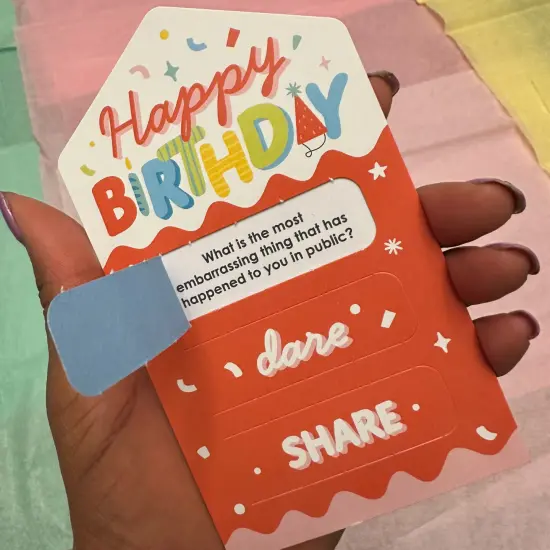 Happy
BIRTHDAY
What is the most
embarrassing thing that has
happened to you in public?
dare
SHARE